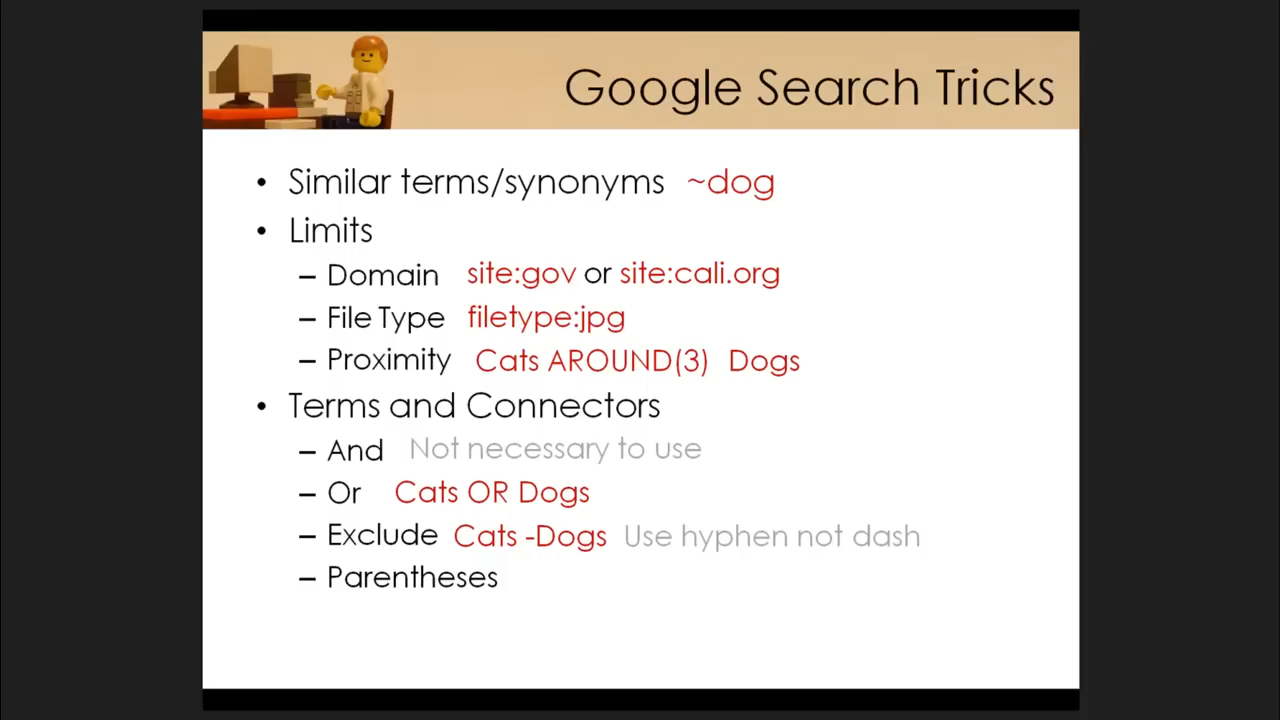 Google Search Tricks
• Similar terms/synonyms ~dog
• Limits
– Domain site:gov or site:cali.org
– File Type filetype:jpg
– Proximity Cats AROUND(3) Dogs
• Terms and Connectors
– And Not necessary to use
– Or Cats OR Dogs
– Exclude Cats -Dogs Use hyphen not dash
– Parentheses